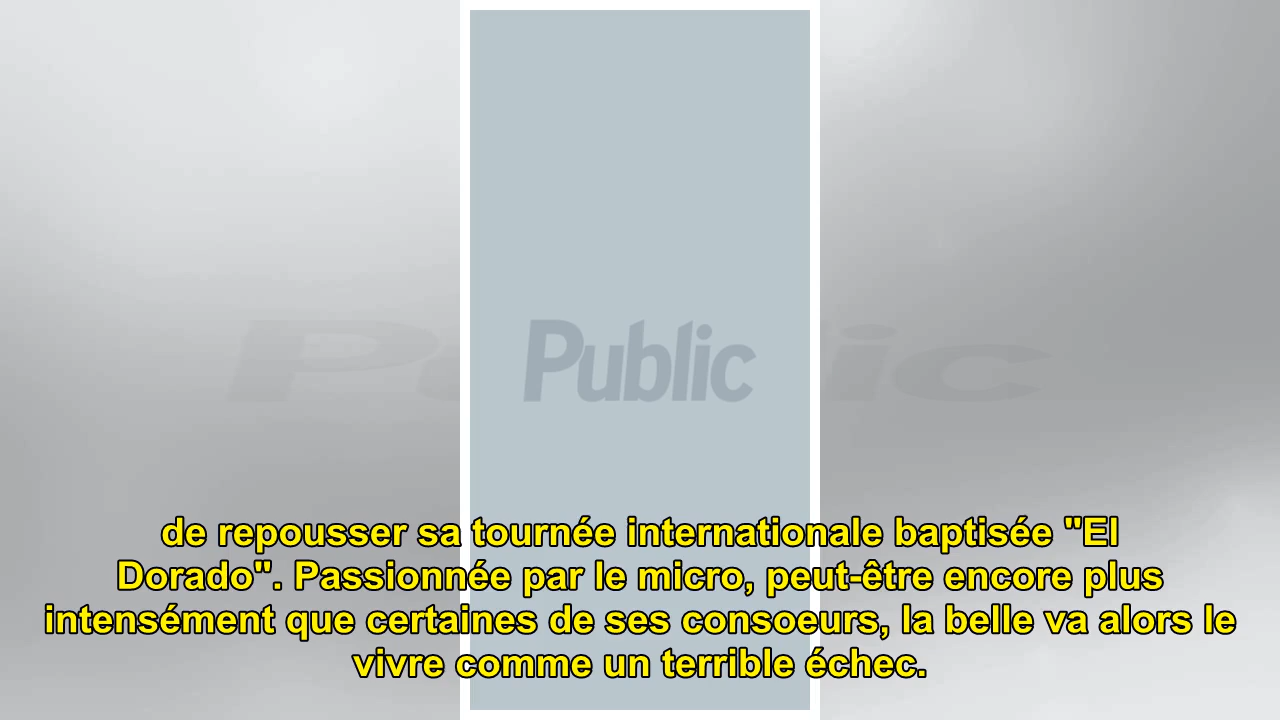 Public
de repousser sa tournée internationale baptisée "El
Dorado". Passionnée par le micro, peut-être encore plus
intensément que certaines de ses consoeurs, la belle va alors le
vivre comme un terrible échec.